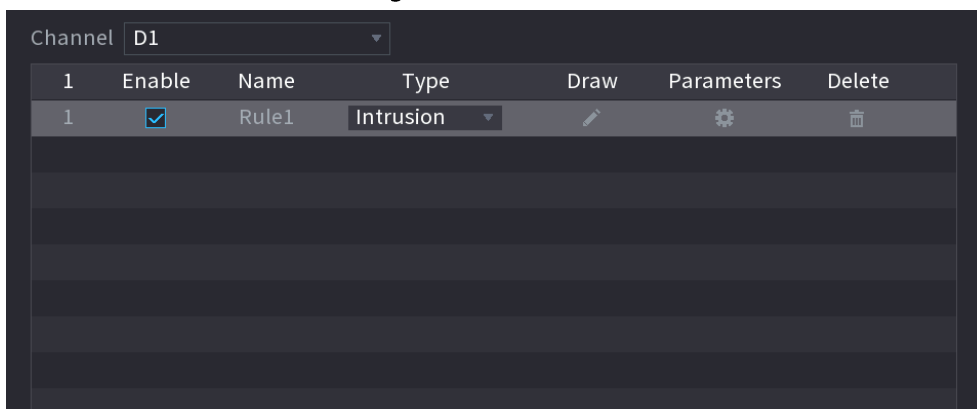 Channel D1
1 Enable Name Type Draw Parameters Delete
1 Rule1 Intrusion